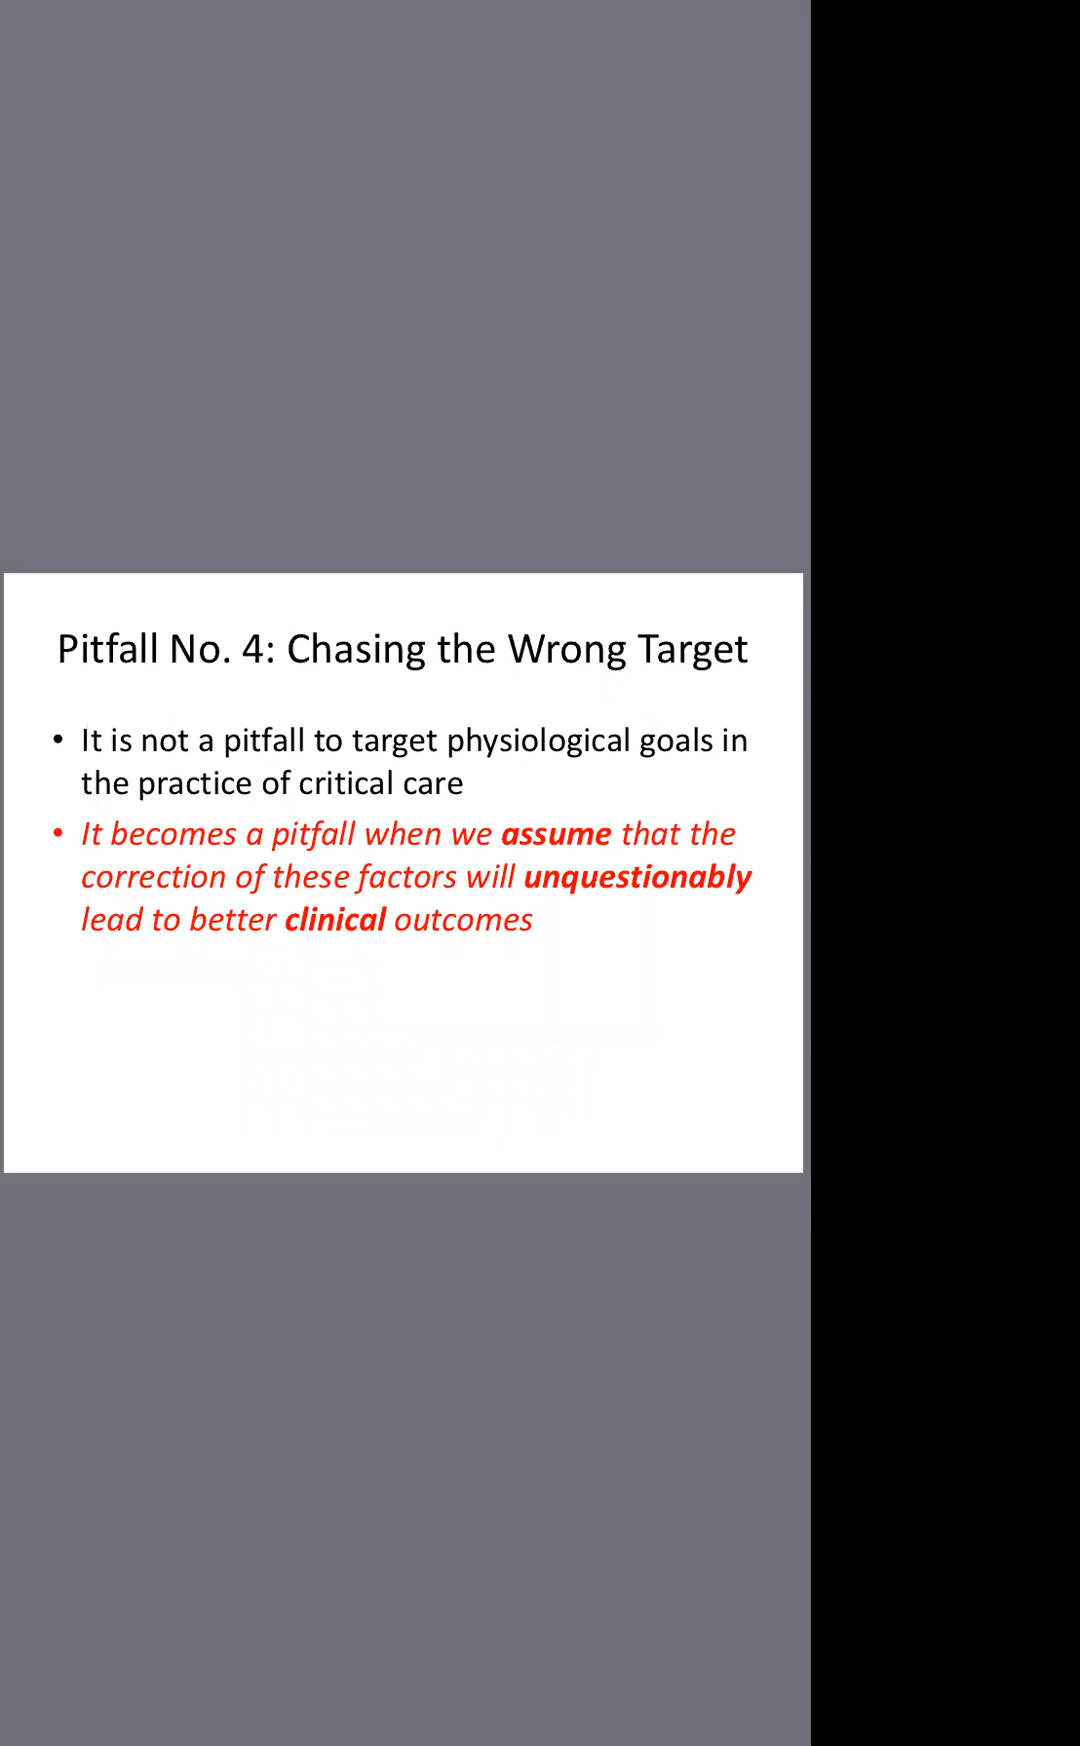 Pitfall No. 4: Chasing the Wrong Target
• It is not a pitfall to target physiological goals in
the practice of critical care
• It becomes a pitfall when we assume that the
correction of these factors will unquestionably
lead to better clinical outcomes